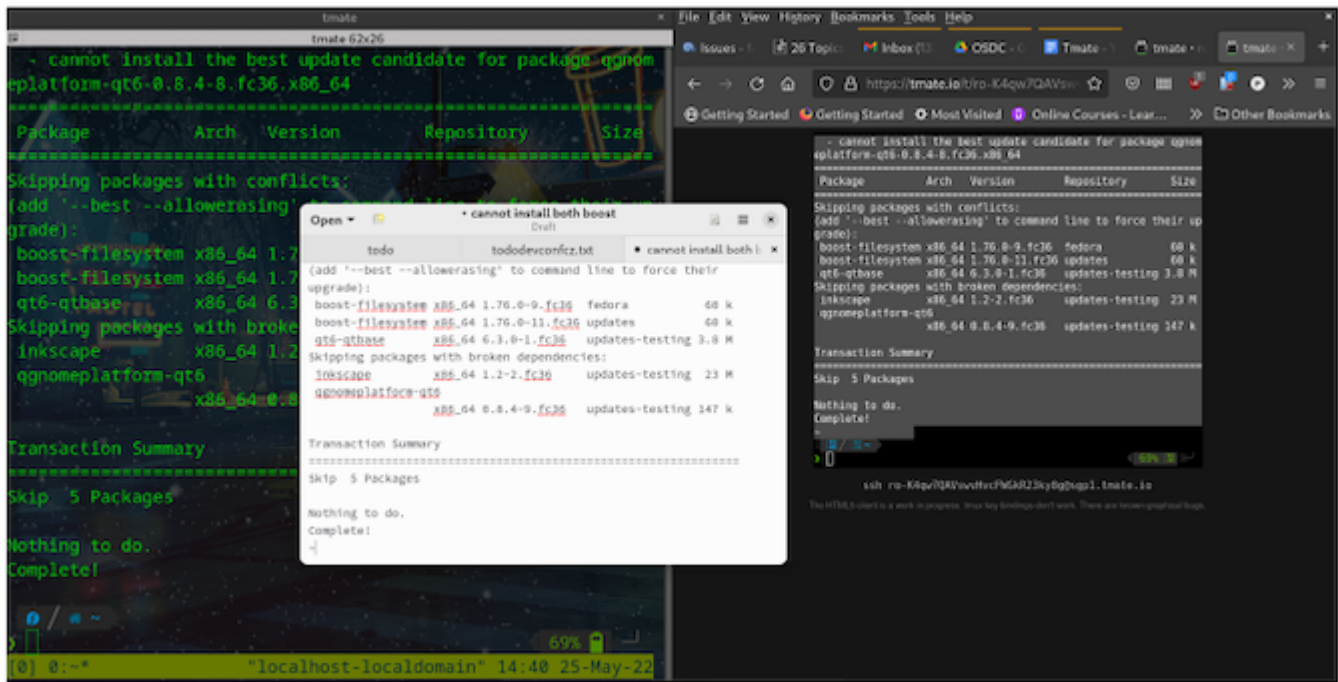 tmate
tmate 62x26
- cannot install the best update candidate for package qgnom
eplatform-qt6-0.8.4-8.fc36.x86_64
Package Arch Version Repository Size
Skipping packages with conflicts:
(add '--best --allowerasing' to command line to force their up
grade):
boost-filesystem x86_64 1.7
boost-filesystem x86_64 1.7
qt6-qtbase x86_64 6.3
Skipping packages with broke
inkscape x86_64 1.2
qgnomeplatform-qt6
x86_64 0.8
Transaction Summary
Skip 5 Packages
Nothing to do.
Complete!
/ ~
69%
[0] 0:~* "localhost-localdomain" 14:40 25-May-22
Open
• cannot install both boost
Draft
todo tododevconfcz.txt • cannot install both b
(add '--best --allowerasing' to command line to force their
upgrade):
boost-filesystem x86_64 1.76.0-9.fc36 fedora 60 k
boost-filesystem x86_64 1.76.0-11.fc36 updates 60 k
qt6-qtbase x86_64 6.3.0-1.fc36 updates-testing 3.8 M
Skipping packages with broken dependencies:
inkscape x86_64 1.2-2.fc36 updates-testing 23 M
qgnomeplatform-qt6
x86_64 0.8.4-9.fc36 updates-testing 147 k
Transaction Summary
================================================================
Skip 5 Packages
Nothing to do.
Complete!
~
File Edit View History Bookmarks Tools Help
Issues - 26 Topic Inbox (13 OSDC - Tmate - tmate • tmate
https://tmate.io/t/ro-K4qw7QAVsw
Getting Started Getting Started Most Visited Online Courses - Lear... Other Bookmarks
- cannot install the best update candidate for package qgnom
eplatform-qt6-0.8.4-8.fc36.x86_64
Package Arch Version Repository Size
Skipping packages with conflicts:
(add '--best --allowerasing' to command line to force their up
grade):
boost-filesystem x86_64 1.76.0-9.fc36 fedora 60 k
boost-filesystem x86_64 1.76.0-11.fc36 updates 60 k
qt6-qtbase x86_64 6.3.0-1.fc36 updates-testing 3.8 M
Skipping packages with broken dependencies:
inkscape x86_64 1.2-2.fc36 updates-testing 23 M
qgnomeplatform-qt6
x86_64 0.8.4-9.fc36 updates-testing 147 k
Transaction Summary
Skip 5 Packages
Nothing to do.
Complete!
69%
ssh
The HTML5 client is a work in progress. tmux key bindings don't work. There are known graphical bugs.